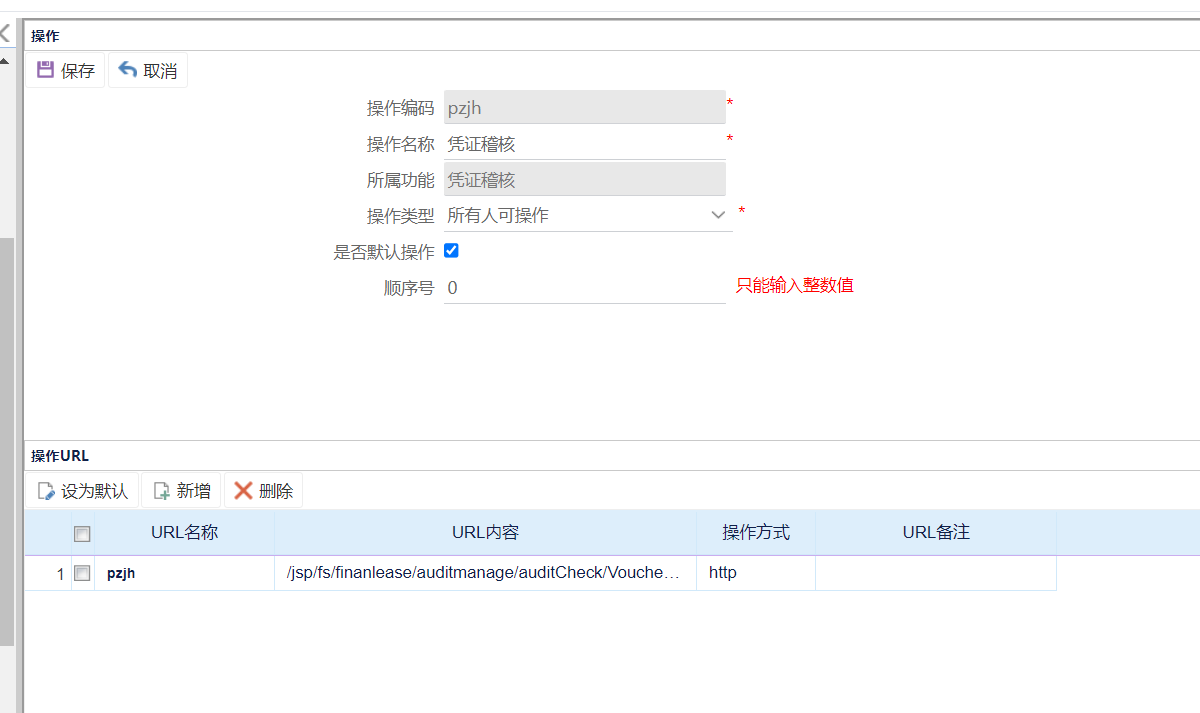 操作
保存 取消
操作编码 pzjh *
操作名称 凭证稽核 *
所属功能 凭证稽核
操作类型 所有人可操作 *
是否默认操作
顺序号 0 只能输入整数值
操作URL
设为默认 新增 删除
URL名称 URL内容 操作方式 URL备注
1 pzjh /jsp/fs/finanlease/auditmanage/auditCheck/Vouche... http